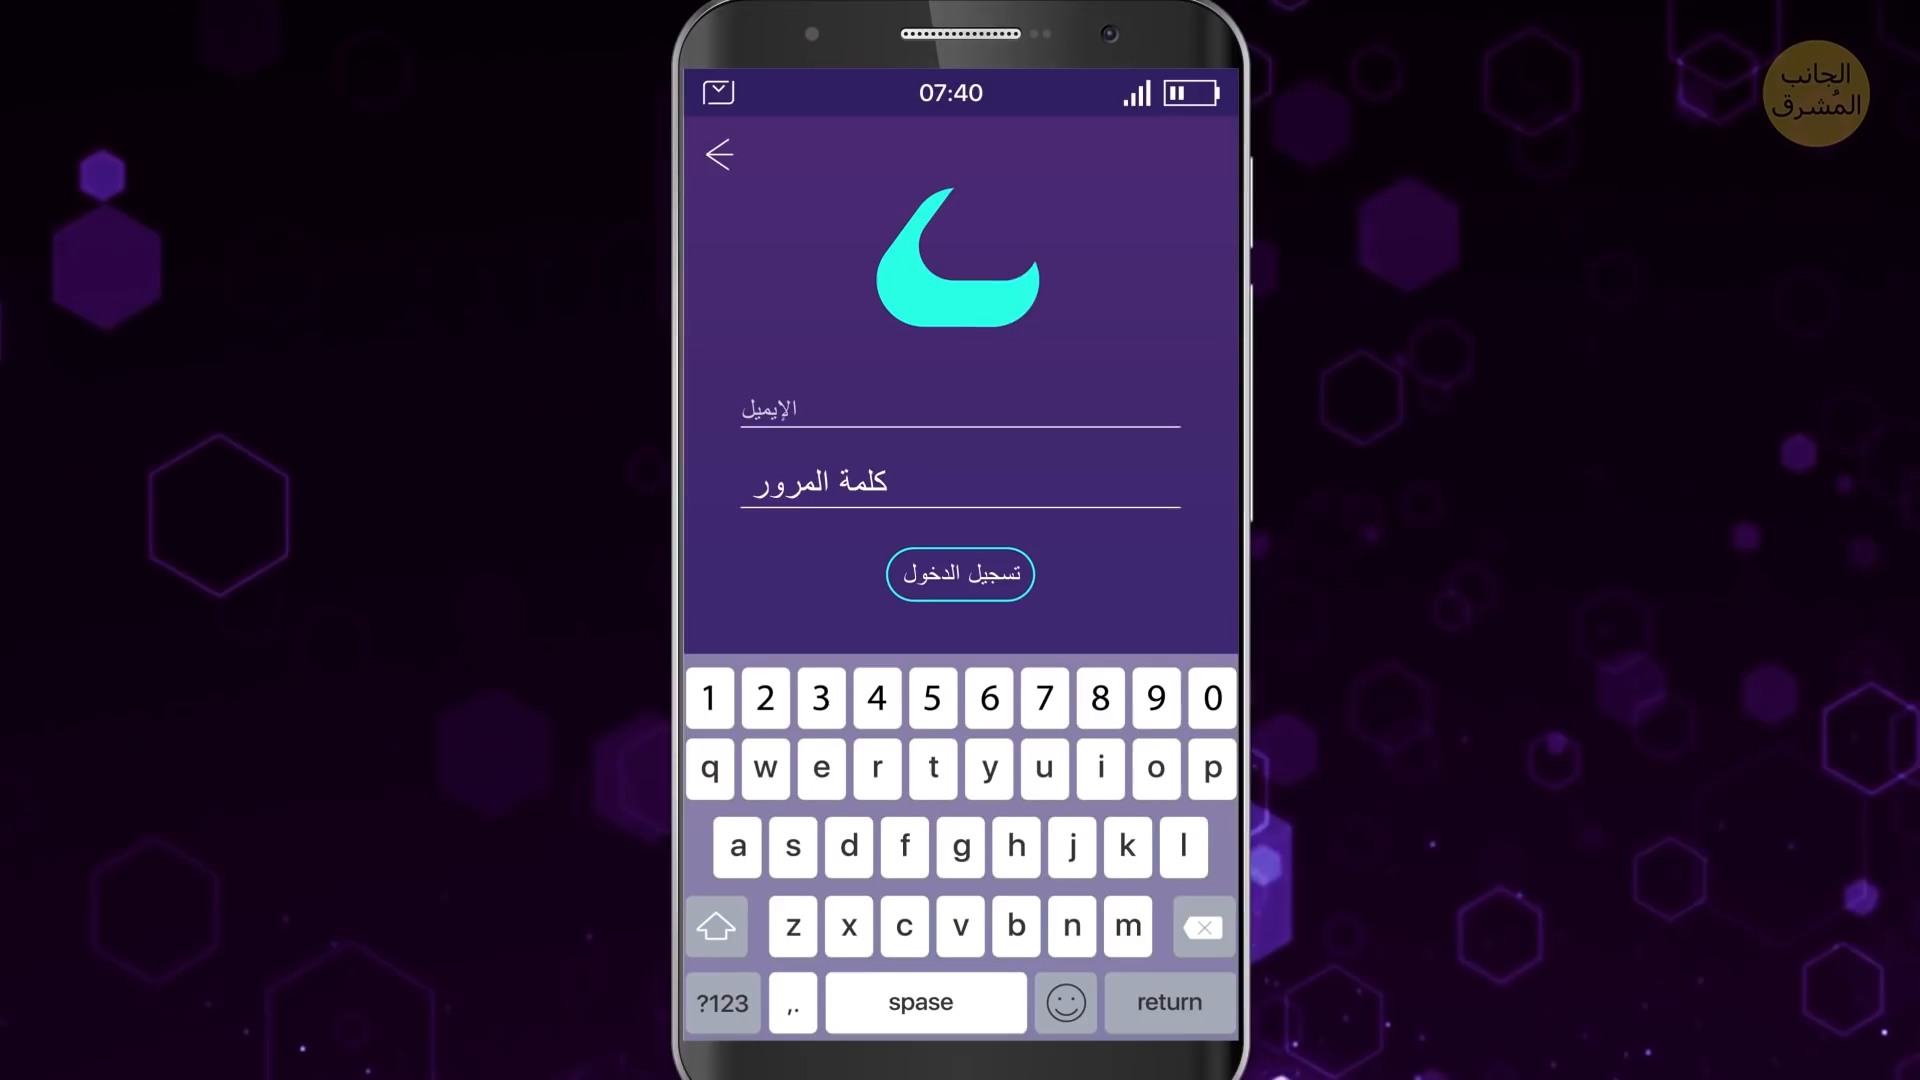 الجانب
المُشرق
07:40
الإيميل
كلمة المرور
تسجيل الدخول
1 2 3 4 5 6 7 8 9 0
q w e r t y u i o p
a s d f g h j k l
z x c v b n m
?123 ,. spase return